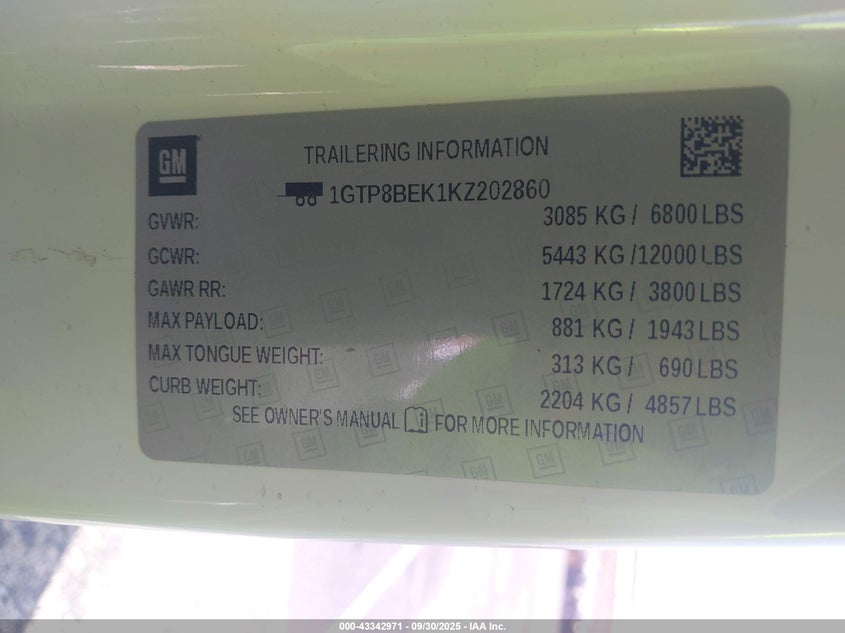 GM
TRAILERING INFORMATION
1GTP8BEK1KZ202860
GVWR: 3085 KG / 6800 LBS
GCWR: 5443 KG / 12000 LBS
GAWR RR: 1724 KG / 3800 LBS
MAX PAYLOAD: 881 KG / 1943 LBS
MAX TONGUE WEIGHT: 313 KG / 690 LBS
CURB WEIGHT: 2204 KG / 4857 LBS
SEE OWNER'S MANUAL FOR MORE INFORMATION
000-43342971 - 09/30/2025 - IAA Inc.